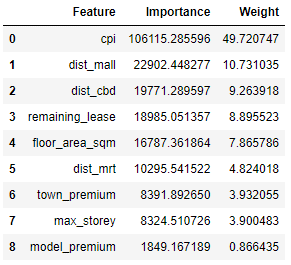 Feature Importance Weight
0 cpi 106115.285596 49.720747
1 dist_mall 22902.448277 10.731035
2 dist_cbd 19771.289597 9.263918
3 remaining_lease 18985.051357 8.895523
4 floor_area_sqm 16787.361864 7.865786
5 dist_mrt 10295.541522 4.824018
6 town_premium 8391.892650 3.932055
7 max_storey 8324.510726 3.900483
8 model_premium 1849.167189 0.866435